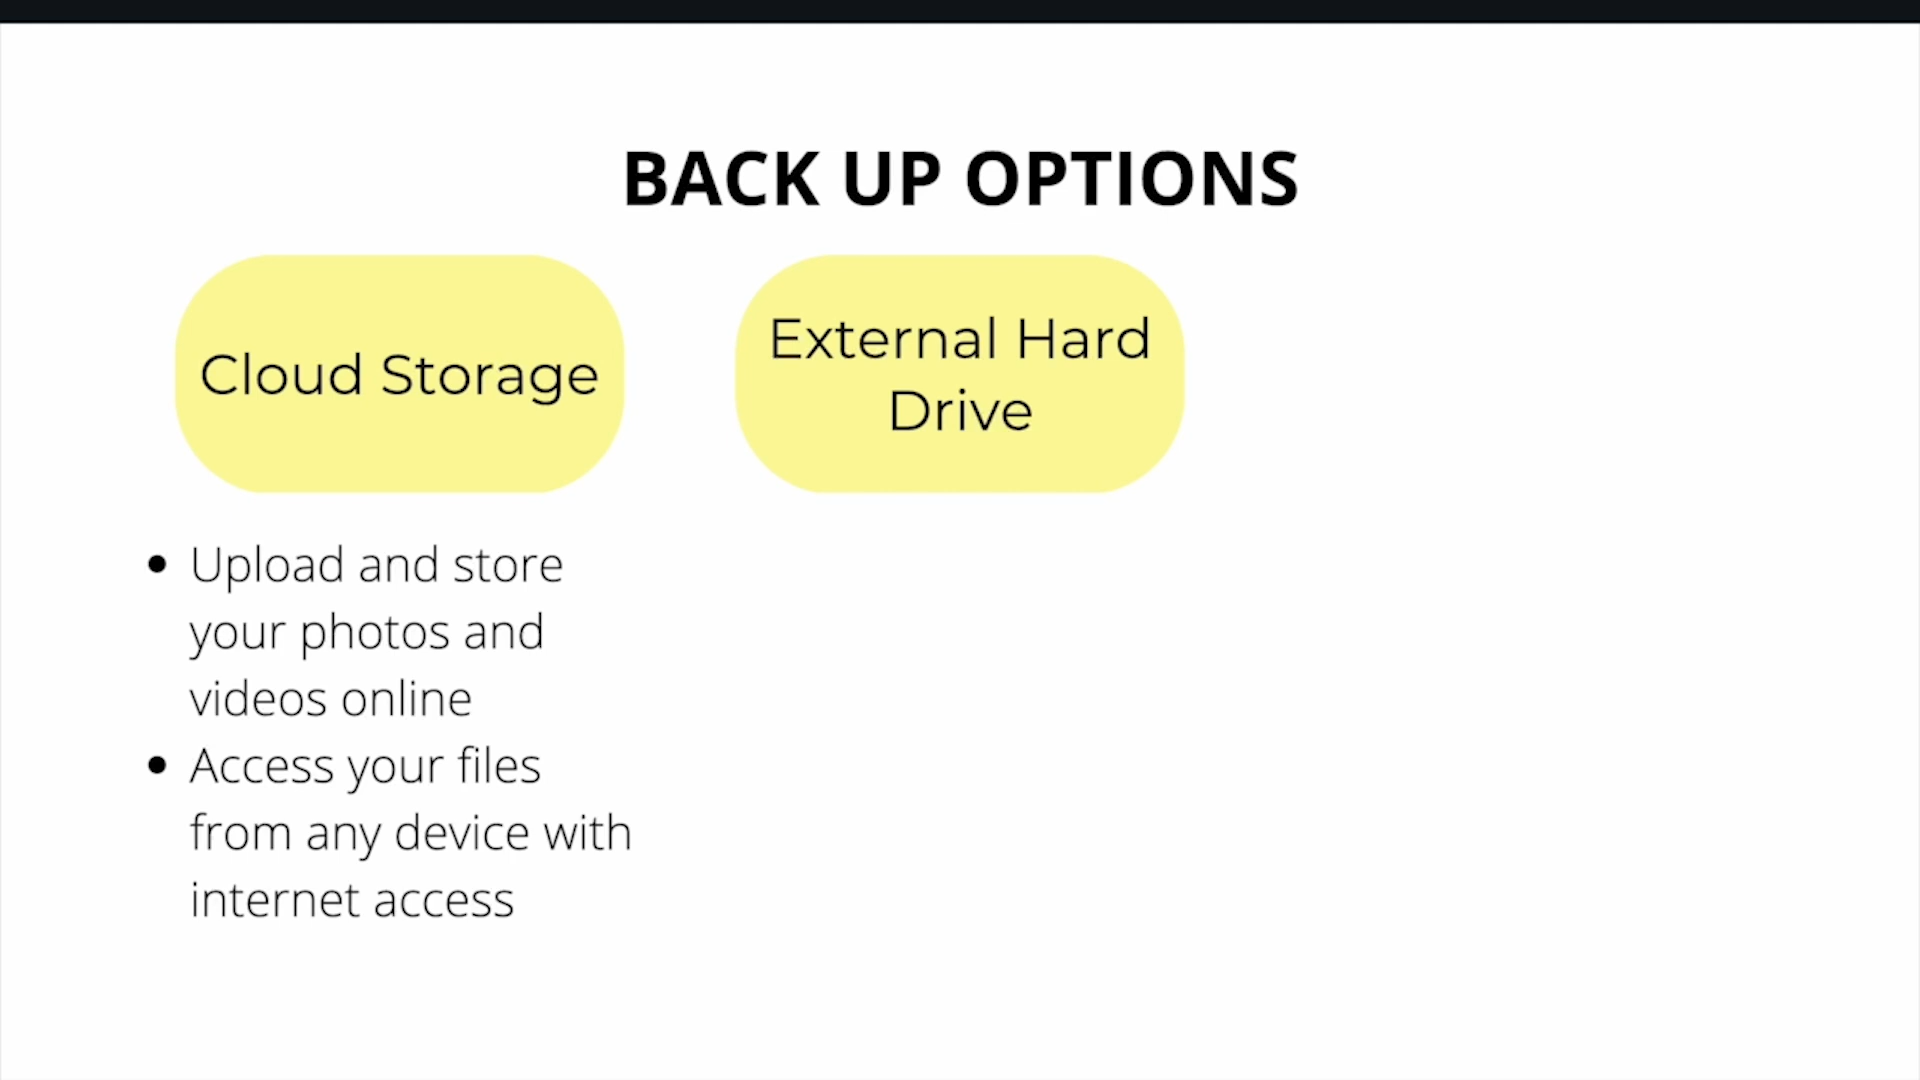 BACK UP OPTIONS
Cloud Storage
External Hard
Drive
• Upload and store
your photos and
videos online
• Access your files
from any device with
internet access